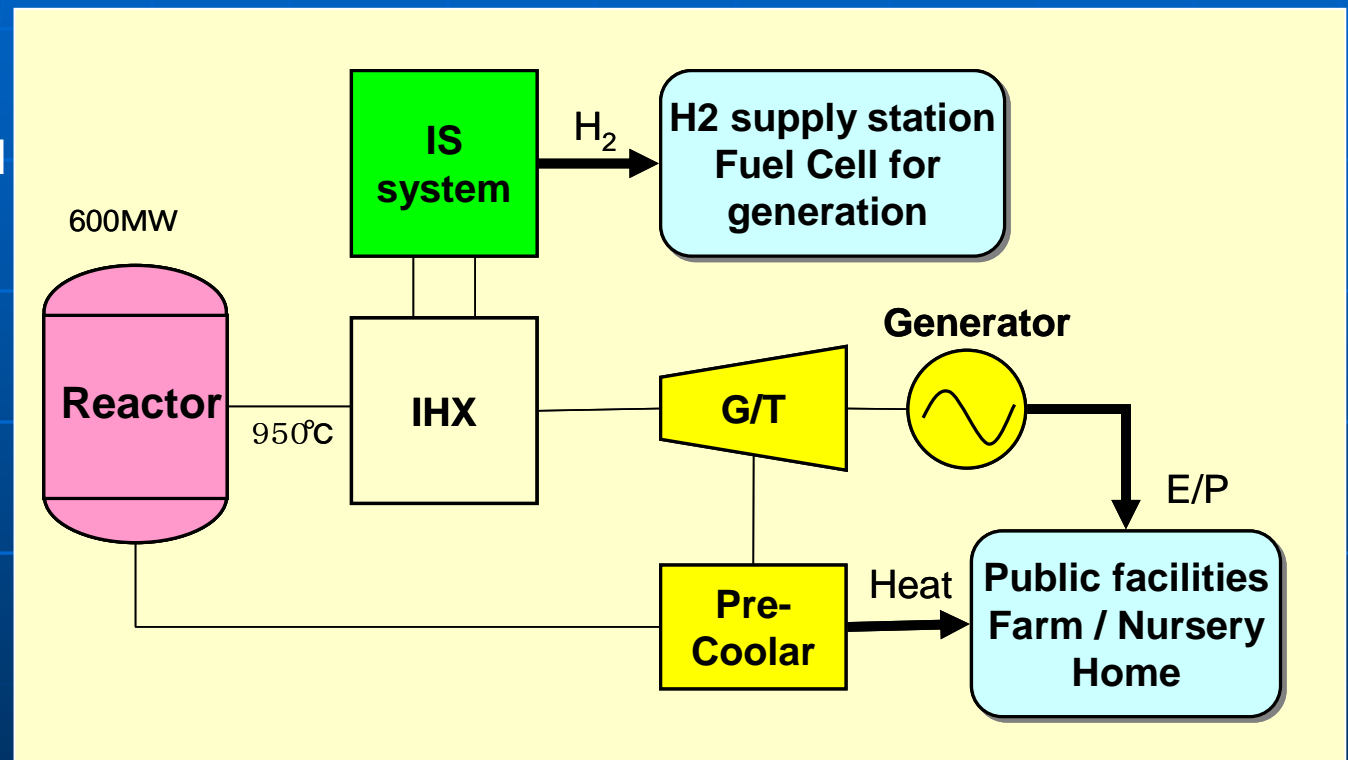 IS
system
H₂
H2 supply station
Fuel Cell for
generation
600MW
Reactor
950℃
IHX
G/T
Generator
E/P
Pre-
Coolar
Heat
Public facilities
Farm / Nursery
Home